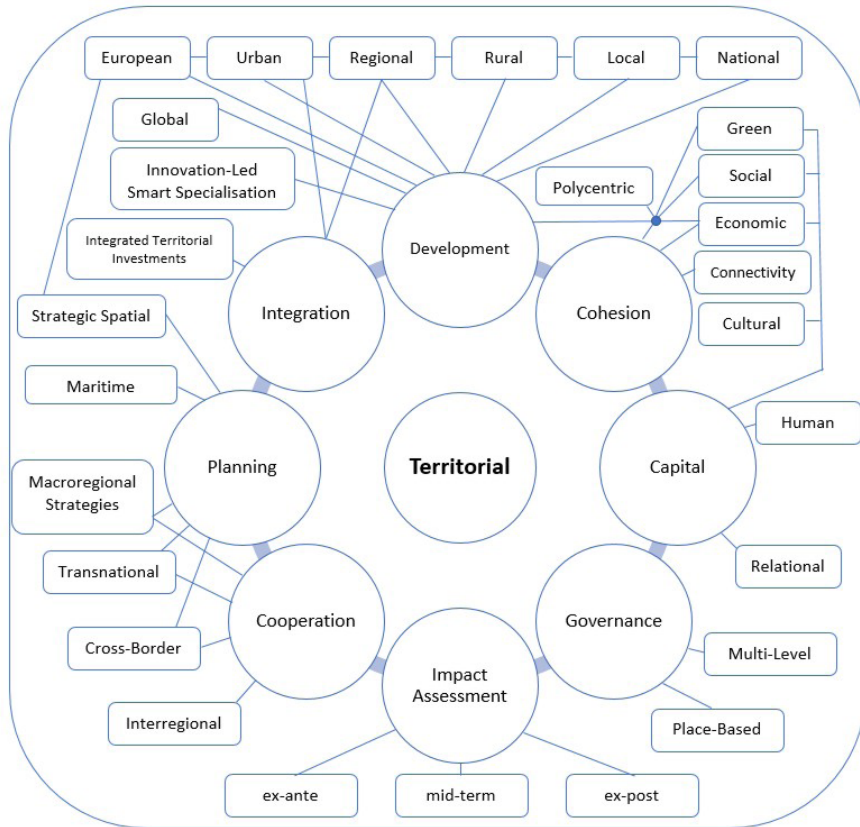 European
Urban
Regional
Rural
Local
National
Global
Green
Innovation-Led
Smart Specialisation
Polycentric
Social
Development
Economic
Integrated Territorial
Investments
Connectivity
Integration
Cohesion
Strategic Spatial
Cultural
Maritime
Human
Planning
Territorial
Capital
Macroregional
Strategies
Transnational
Relational
Cooperation
Governance
Cross-Border
Multi-Level
Impact
Assessment
Interregional
Place-Based
ex-ante
mid-term
ex-post